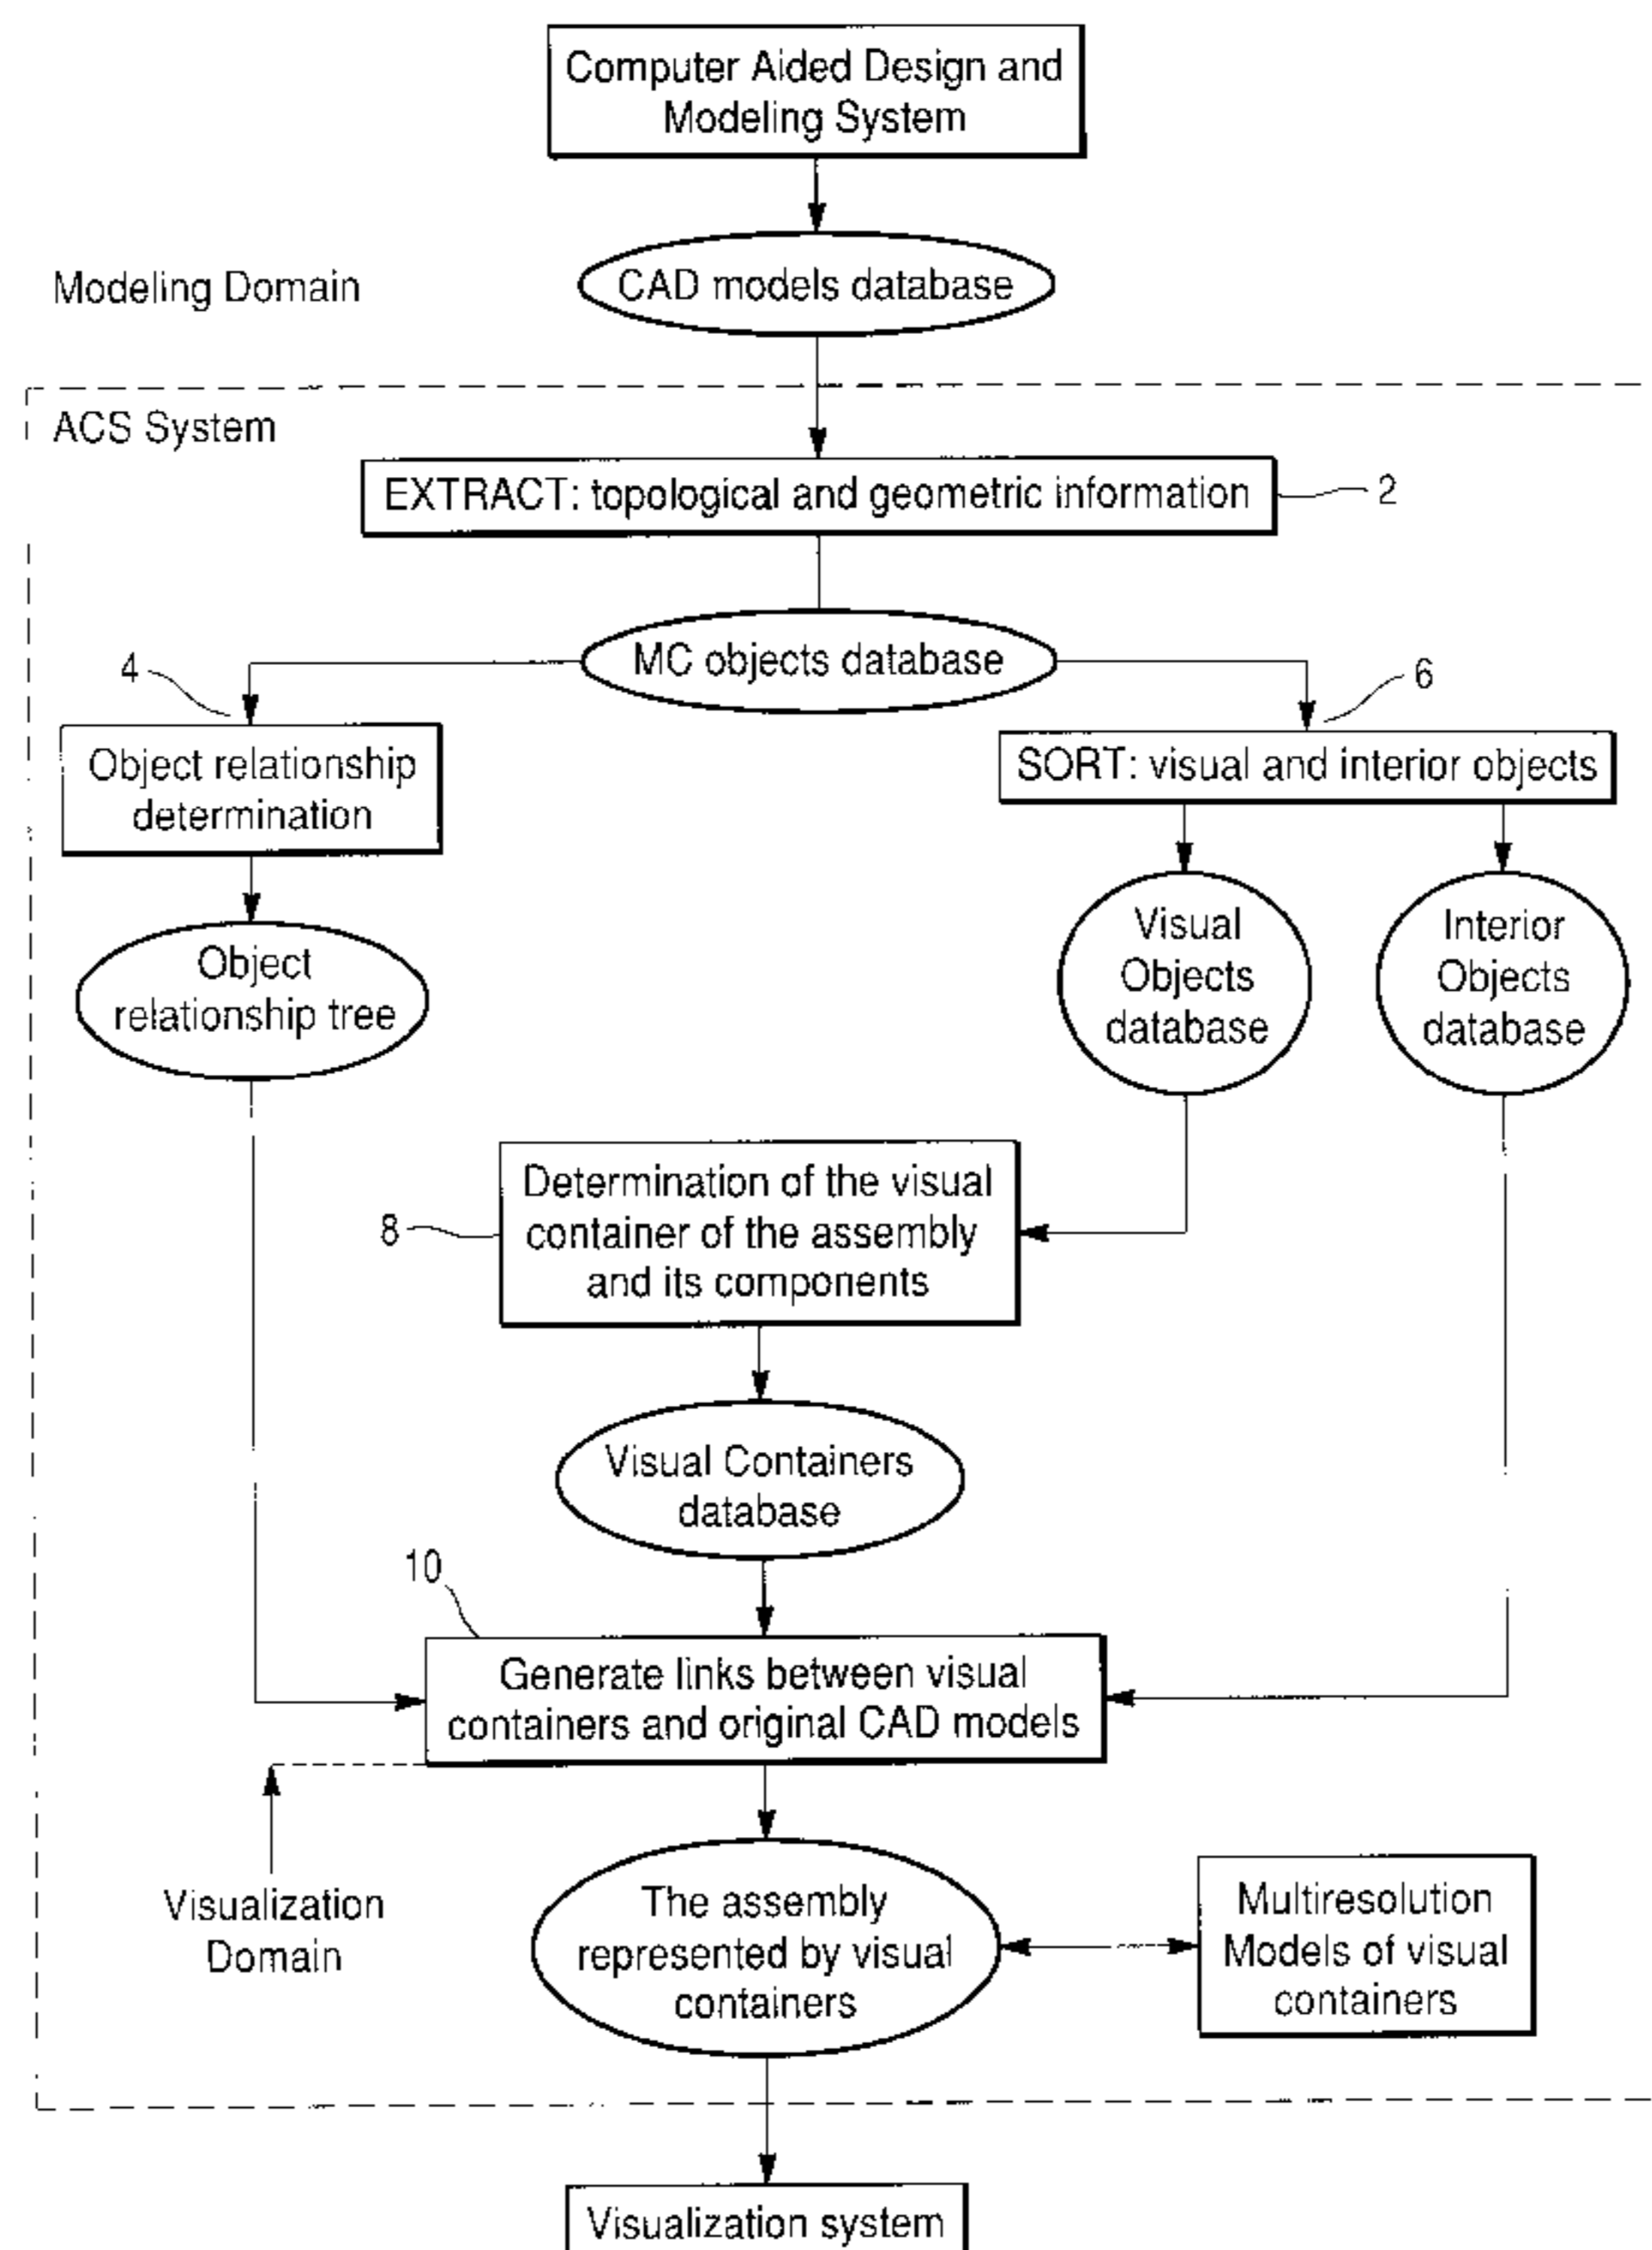 Computer Aided Design and
Modeling System
CAD models database
Modeling Domain
ACS System
EXTRACT: topological and geometric information
2
MC objects database
4
6
Object relationship
determination
SORT: visual and interior objects
Object
relationship tree
Visual
Objects
database
Interior
Objects
database
Determination of the visual
container of the assembly
and its components
8
Visual Containers
database
10
Generate links between visual
containers and original CAD models
Visualization
Domain
The assembly
represented by visual
containers
Multiresolution
Models of visual
containers
Visualization system